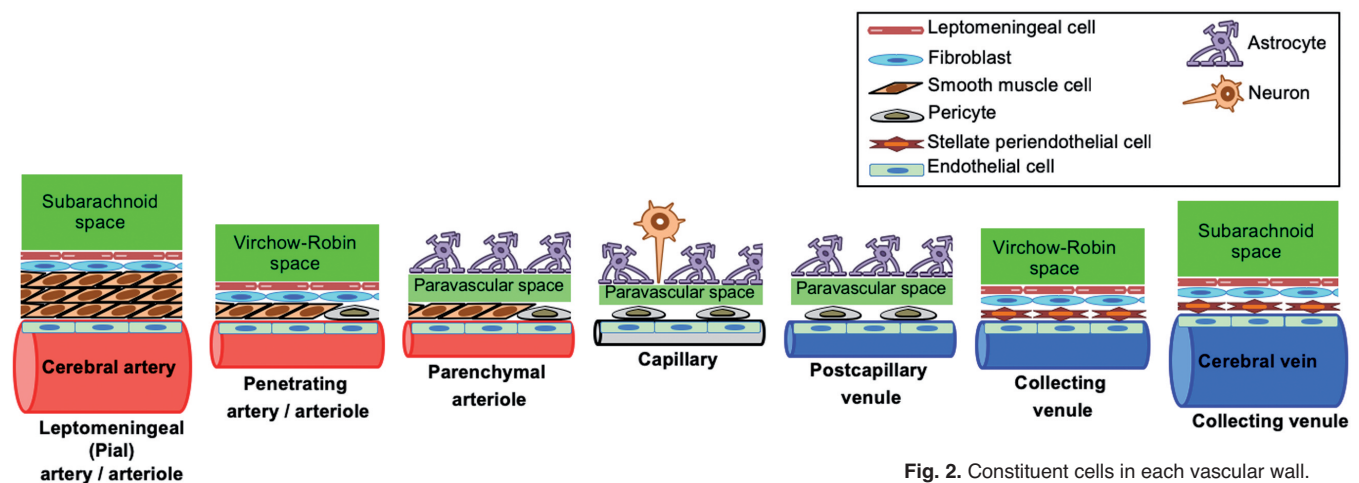 Leptomeningeal cell
Fibroblast
Smooth muscle cell
Pericyte
Stellate periendothelial cell
Endothelial cell
Astrocyte
Neuron
Subarachnoid
space
Cerebral artery
Leptomeningeal
(Pial)
artery / arteriole
Virchow-Robin
space
Penetrating
artery / arteriole
Paravascular space
Parenchymal
arteriole
Paravascular space
Capillary
Paravascular space
Postcapillary
venule
Virchow-Robin
space
Collecting
venule
Subarachnoid
space
Cerebral vein
Collecting venule
Fig. 2. Constituent cells in each vascular wall.